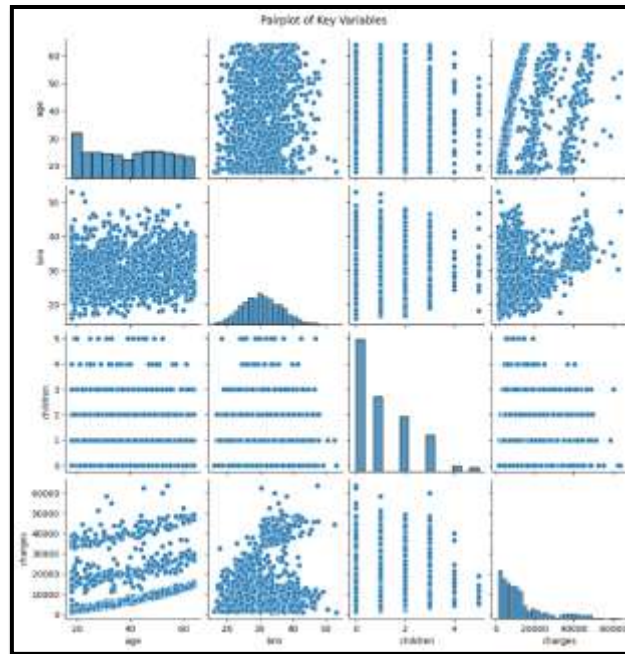 Pairplot of Key Variables
60
50
40
30
20
age
50
40
30
20
bmi
5
4
3
2
1
0
children
60000
50000
40000
30000
20000
10000
0
charges
20 40 60
age
20 30 40 50
bmi
0 2 4
children
0 20000 40000 60000
charges